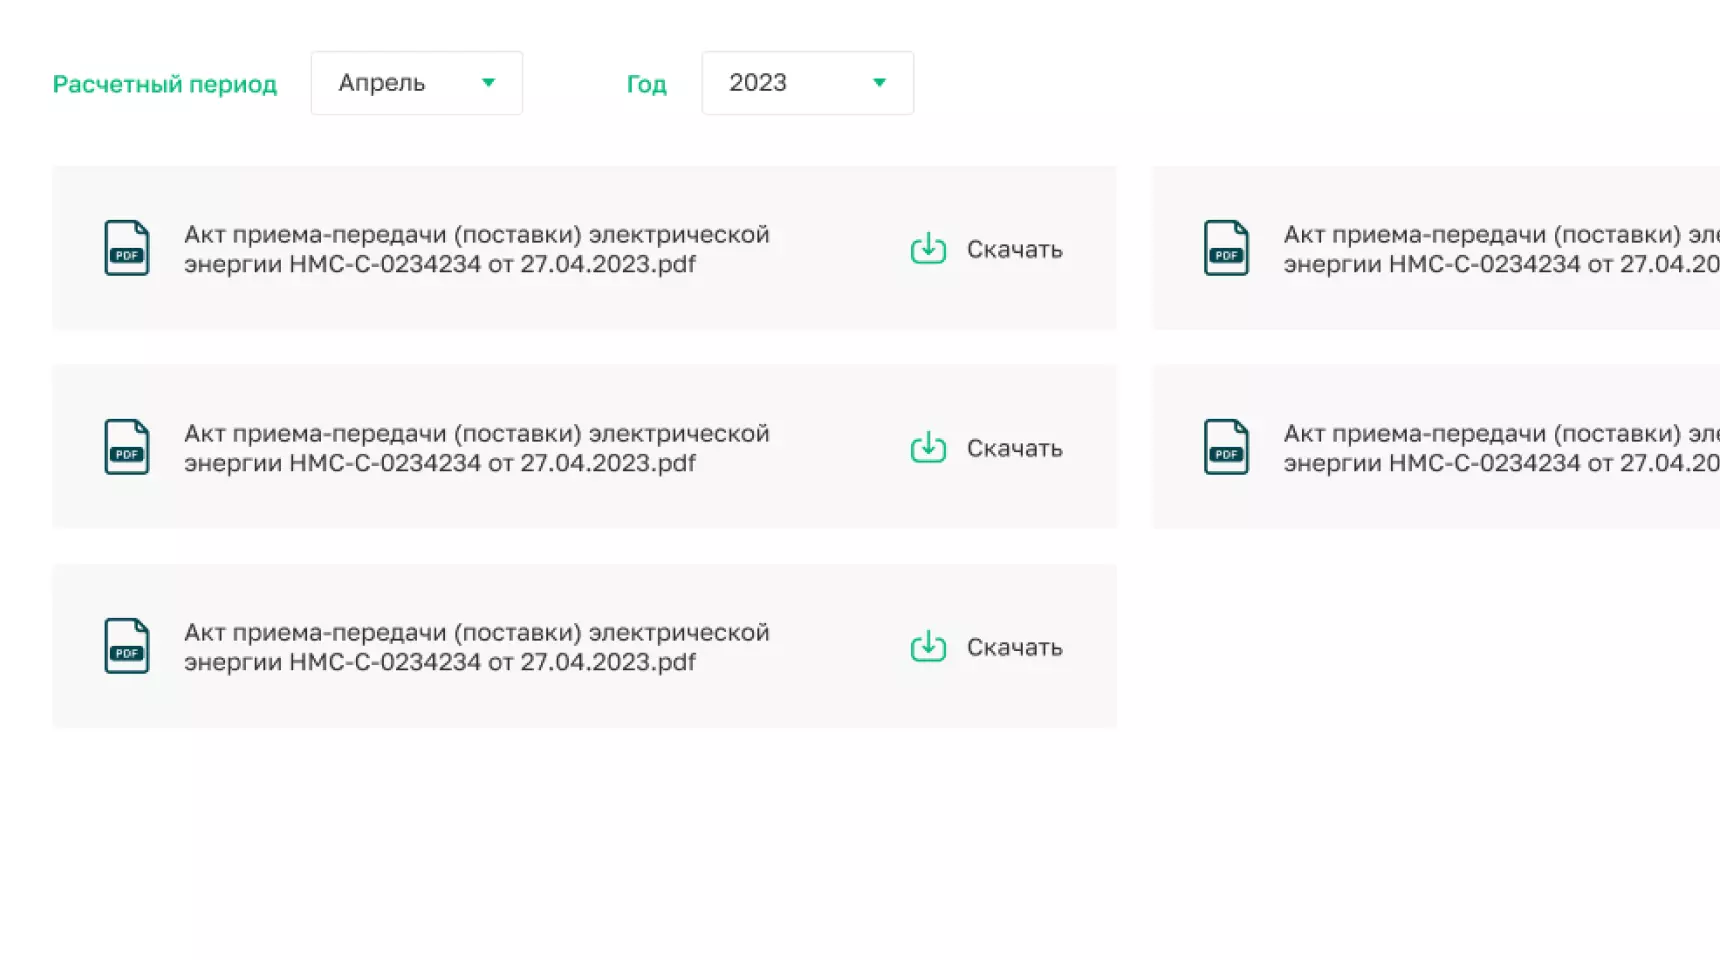 Расчетный период Апрель Год 2023
PDF
Акт приема-передачи (поставки) электрической
энергии НМС-С-0234234 от 27.04.2023.pdf
Скачать
PDF
Акт приема-передачи (поставки) эле
энергии НМС-С-0234234 от 27.04.20
PDF
Акт приема-передачи (поставки) электрической
энергии НМС-С-0234234 от 27.04.2023.pdf
Скачать
PDF
Акт приема-передачи (поставки) эле
энергии НМС-С-0234234 от 27.04.20
PDF
Акт приема-передачи (поставки) электрической
энергии НМС-С-0234234 от 27.04.2023.pdf
Скачать